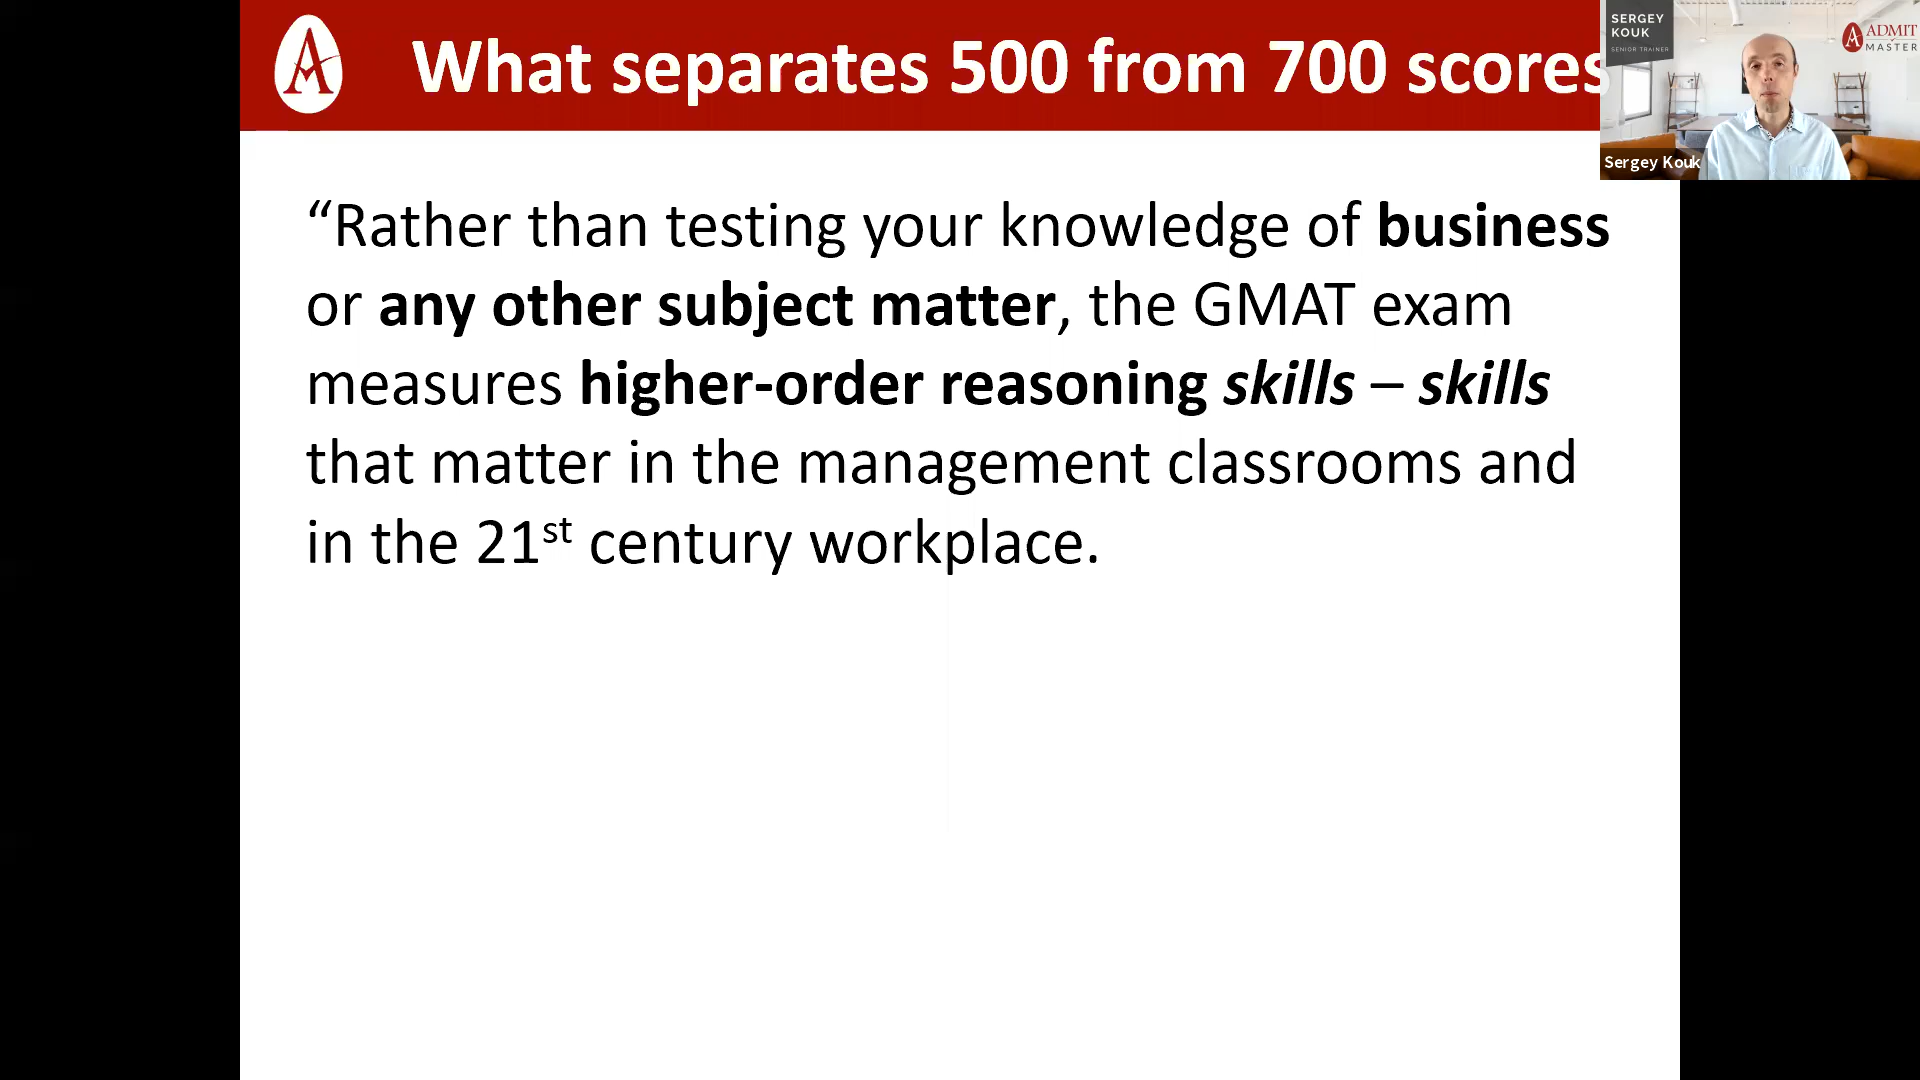 What separates 500 from 700 scores
SERGEY
KOUK
SENIOR TRAINER
ADMIT
MASTER
Sergey Kouk
“Rather than testing your knowledge of business
or any other subject matter, the GMAT exam
measures higher-order reasoning skills – skills
that matter in the management classrooms and
in the 21st century workplace.